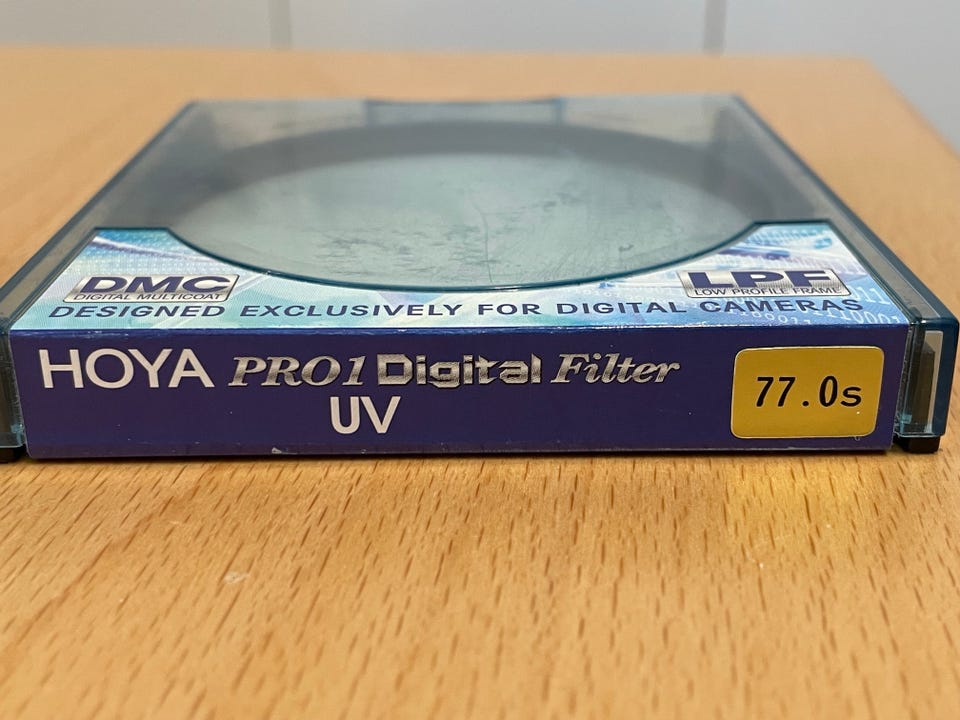 DMC
DIGITAL MULTICOAT
LPF
LOW PROFILE FRAME
DESIGNED EXCLUSIVELY FOR DIGITAL CAMERAS
HOYA PRO1 Digital Filter
UV
77.0s